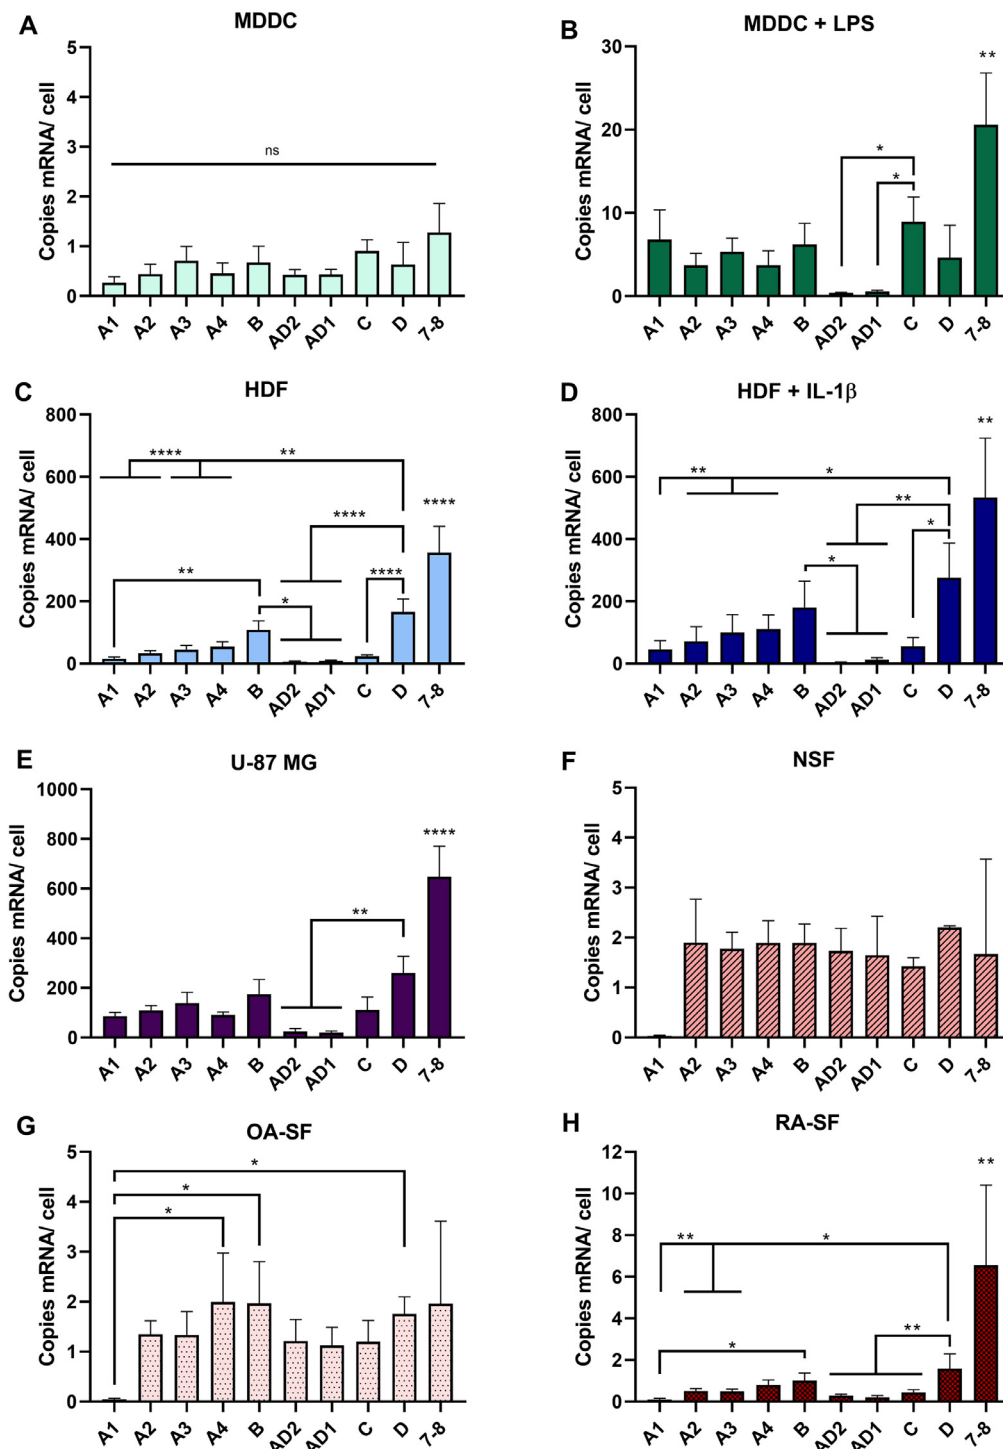 A
MDDC
Copies mRNA/ cell
5
4
3
2
1
0
ns
A1 A2 A3 A4 B AD2 AD1 C D 7-8
B
MDDC + LPS
Copies mRNA/ cell
30
20
10
0
**
*
*
A1 A2 A3 A4 B AD2 AD1 C D 7-8
C
HDF
Copies mRNA/ cell
800
600
400
200
0
**** **
****
****
** * ****
A1 A2 A3 A4 B AD2 AD1 C D 7-8
D
HDF + IL-1β
Copies mRNA/ cell
800
600
400
200
0
**
** *
**
*
*
A1 A2 A3 A4 B AD2 AD1 C D 7-8
E
U-87 MG
Copies mRNA/ cell
1000
800
600
400
200
0
****
**
A1 A2 A3 A4 B AD2 AD1 C D 7-8
F
NSF
Copies mRNA/ cell
5
4
3
2
1
0
A1 A2 A3 A4 B AD2 AD1 C D 7-8
G
OA-SF
Copies mRNA/ cell
5
4
3
2
1
0
*
*
*
A1 A2 A3 A4 B AD2 AD1 C D 7-8
H
RA-SF
Copies mRNA/ cell
12
10
8
6
4
2
0
**
** *
**
*
A1 A2 A3 A4 B AD2 AD1 C D 7-8